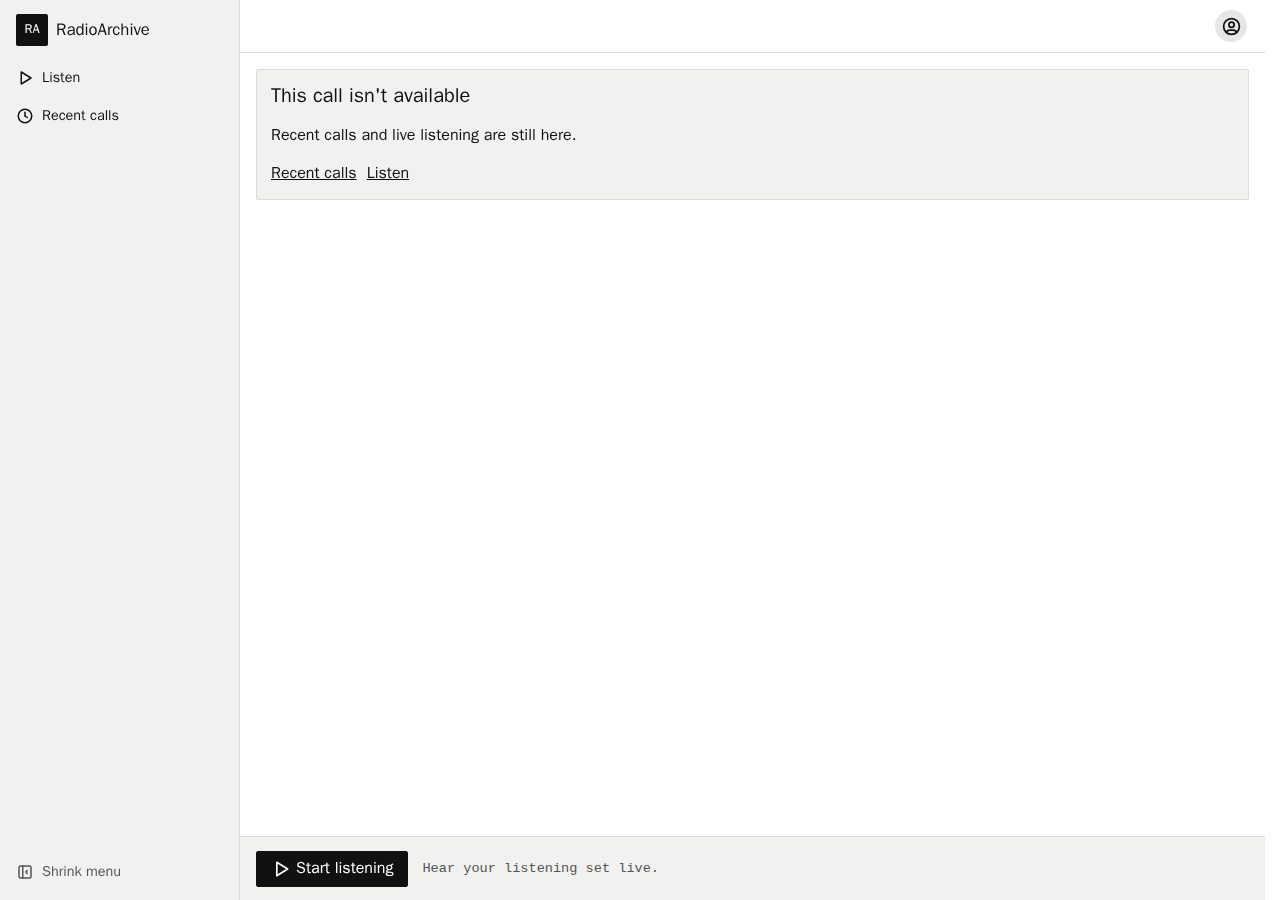 RA RadioArchive
Listen
Recent calls
This call isn't available
Recent calls and live listening are still here.
Recent calls Listen
Shrink menu
Start listening Hear your listening set live.